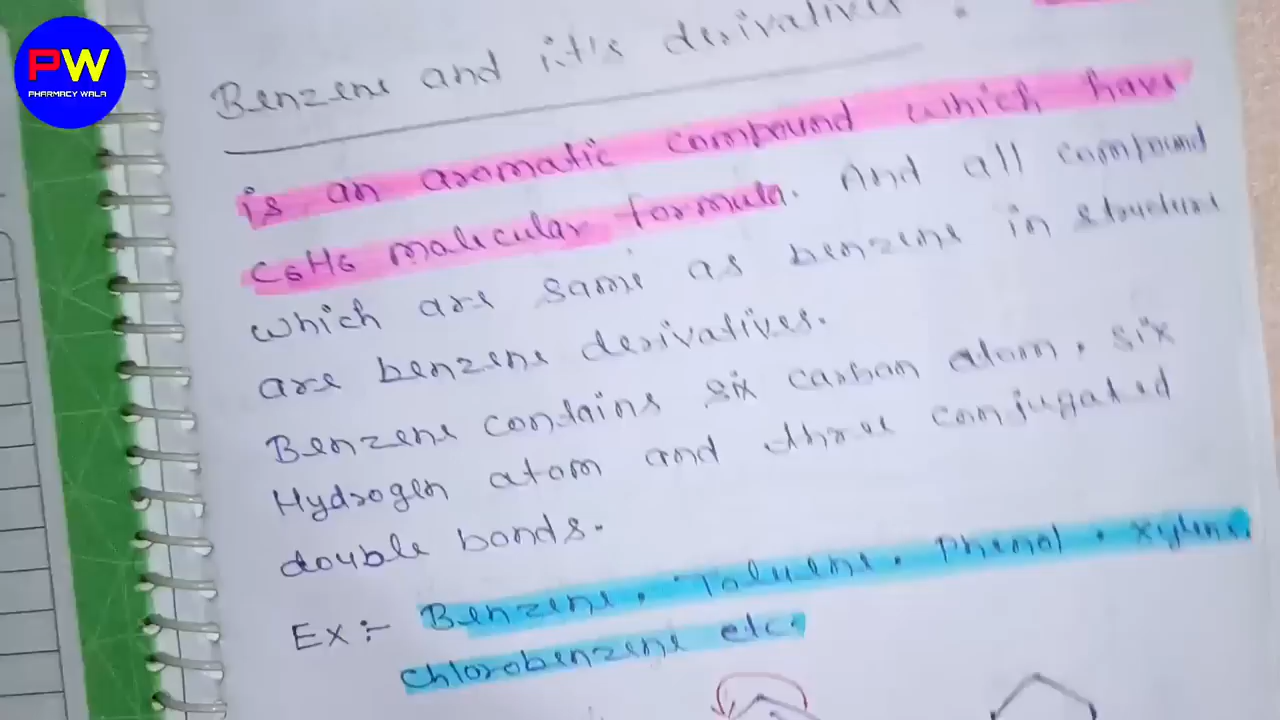 PW
PHARMACY WALA
Benzene and it's derivatives.
is an aromatic compound which have
C6H6 malecular formula. And all compound
which are same as benzene in structure
are benzene derivatives.
Benzene contains six carban atom, six
Hydrogen atom and three conjugated
double bonds.
Ex:- Benzene, Toluene, Phenol, xylene,
Chlorobenzene etc.